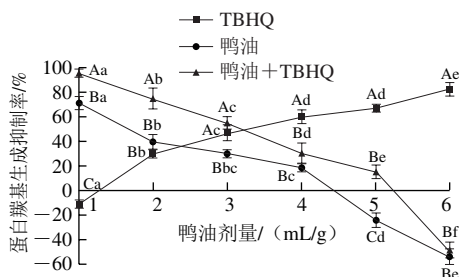 TBHQ
鸭油
鸭油+TBHQ
蛋白羰基生成抑制率/%
100
80
60
40
20
0
−20
−40
−60
Aa
Ba
Ca
Ab
Bb
Bb
Ac
Ac
Bbc
Ad
Bd
Bc
Ad
Be
Cd
Ae
Bf
Be
1 2 3 4 5 6
鸭油剂量/(mL/g)